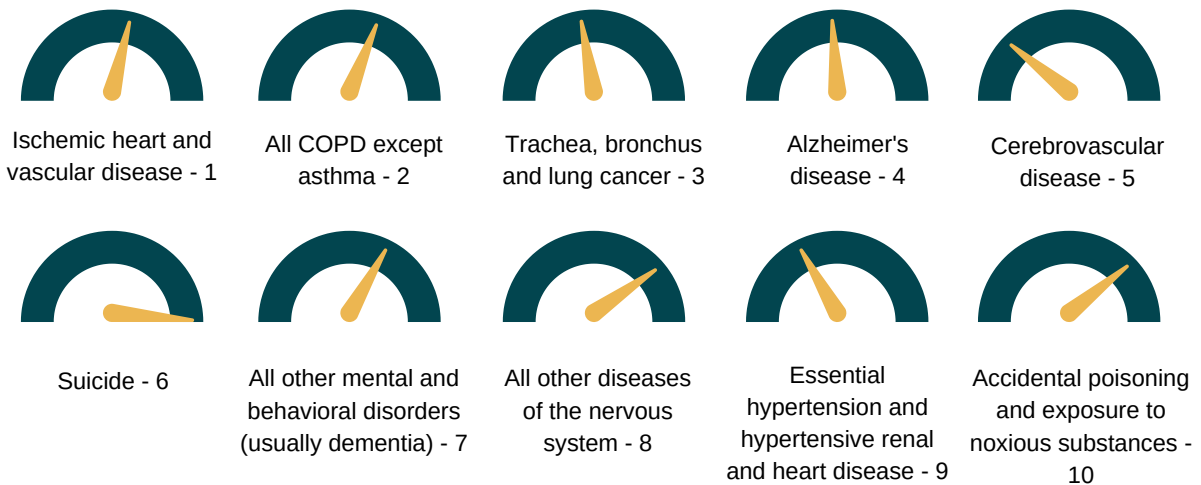 Ischemic heart and
vascular disease - 1
All COPD except
asthma - 2
Trachea, bronchus
and lung cancer - 3
Alzheimer's
disease - 4
Cerebrovascular
disease - 5
Suicide - 6
All other mental and
behavioral disorders
(usually dementia) - 7
All other diseases
of the nervous
system - 8
Essential
hypertension and
hypertensive renal
and heart disease - 9
Accidental poisoning
and exposure to
noxious substances -
10